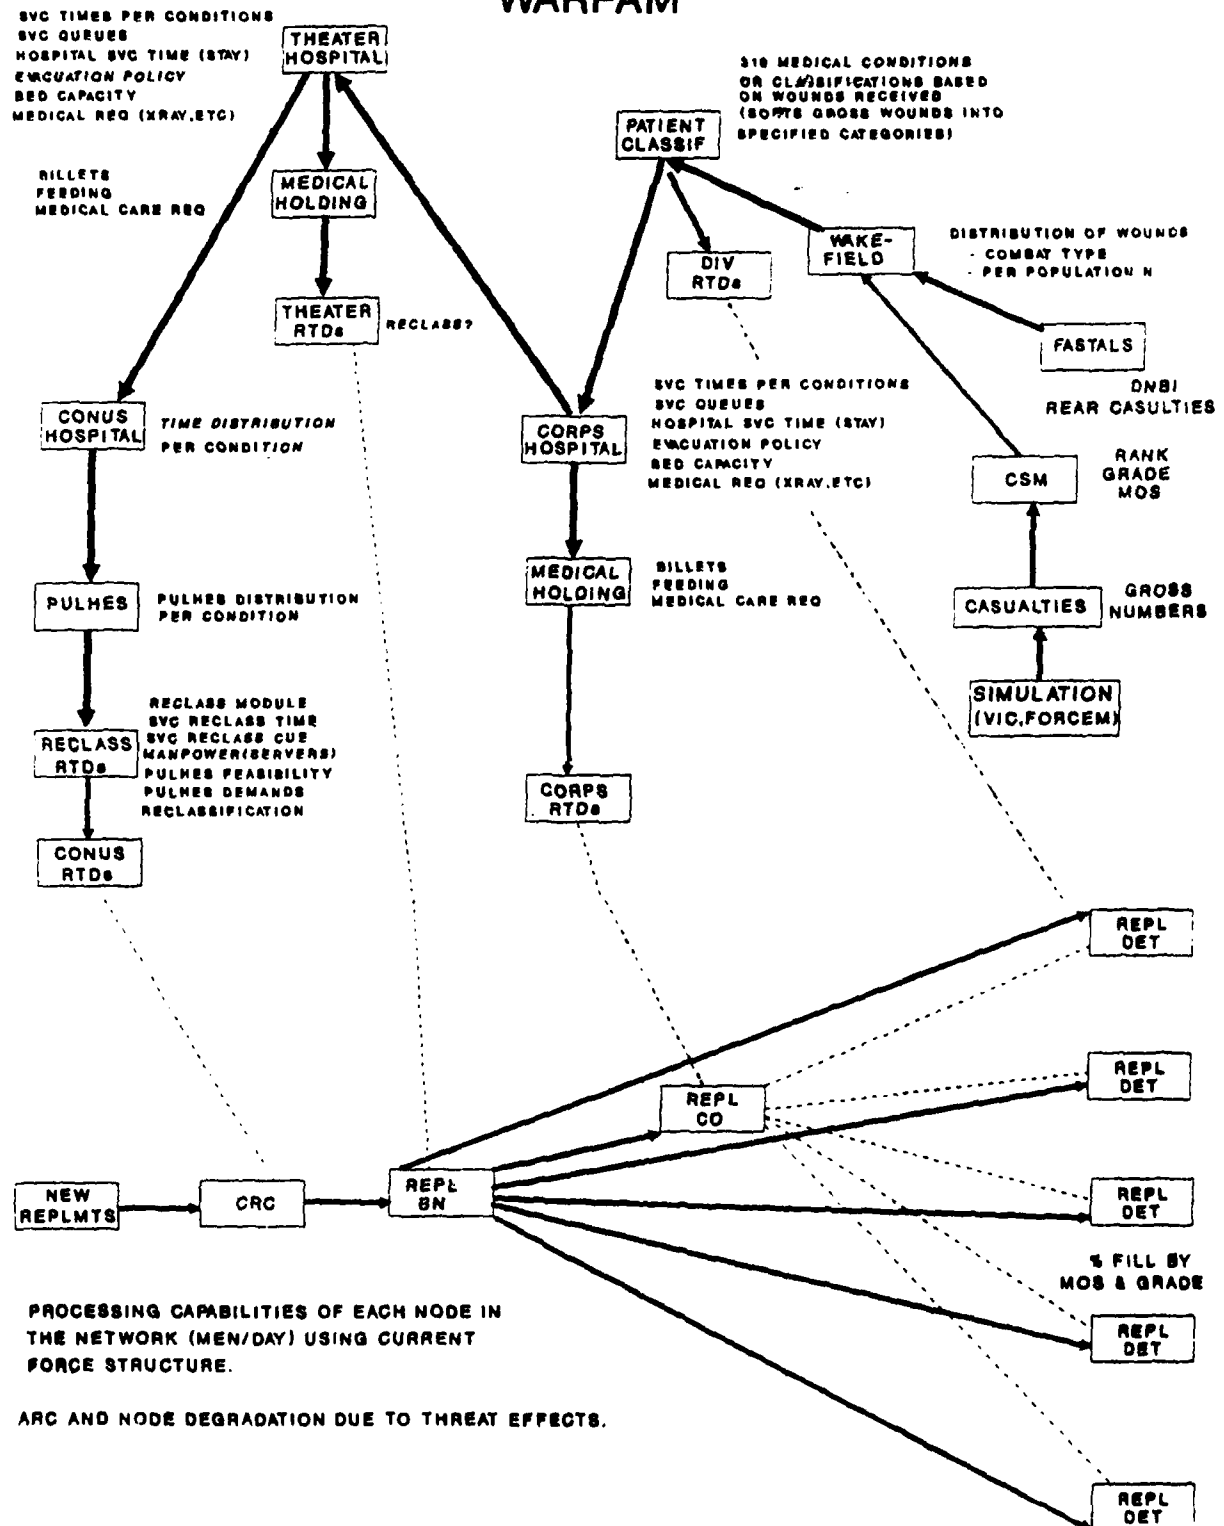 WARPAM
SVC TIMES PER CONDITIONS
SVC QUEUES
HOSPITAL SVC TIME (STAY)
EVACUATION POLICY
BED CAPACITY
MEDICAL REQ (XRAY,ETC)
THEATER
HOSPITAL
BILLETS
FEEDING
MEDICAL CARE REQ
MEDICAL
HOLDING
THEATER
RTDs
RECLASS?
PATIENT
CLASSIF
MEDICAL CONDITIONS
OR CLASSIFICATIONS BASED
ON WOUNDS RECEIVED
(SORTS GROSS WOUNDS INTO
SPECIFIED CATEGORIES)
DIV
RTDs
WAKE-
FIELD
DISTRIBUTION OF WOUNDS
- COMBAT TYPE
- PER POPULATION N
FASTALS
DNBI
REAR CASULTIES
CONUS
HOSPITAL
TIME DISTRIBUTION
PER CONDITION
CORPS
HOSPITAL
SVC TIMES PER CONDITIONS
SVC QUEUES
HOSPITAL SVC TIME (STAY)
EVACUATION POLICY
BED CAPACITY
MEDICAL REQ (XRAY,ETC)
CSM
RANK
GRADE
MOS
PULHES
PULHES DISTRIBUTION
PER CONDITION
MEDICAL
HOLDING
BILLETS
FEEDING
MEDICAL CARE REQ
CASUALTIES
GROSS
NUMBERS
SIMULATION
(VIC,FORCEM)
RECLASS
RTDs
RECLASS MODULE
SVC RECLASS TIME
SVC RECLASS CUE
MANPOWER(SERVERS)
PULHES FEASIBILITY
PULHES DEMANDS
RECLASSIFICATION
CORPS
RTDs
CONUS
RTDs
REPL
DET
REPL
DET
REPL
CO
NEW
REPLMTS
CRC
REPL
BN
REPL
DET
% FILL BY
MOS & GRADE
REPL
DET
REPL
DET
PROCESSING CAPABILITIES OF EACH NODE IN
THE NETWORK (MEN/DAY) USING CURRENT
FORCE STRUCTURE.
ARC AND NODE DEGRADATION DUE TO THREAT EFFECTS.